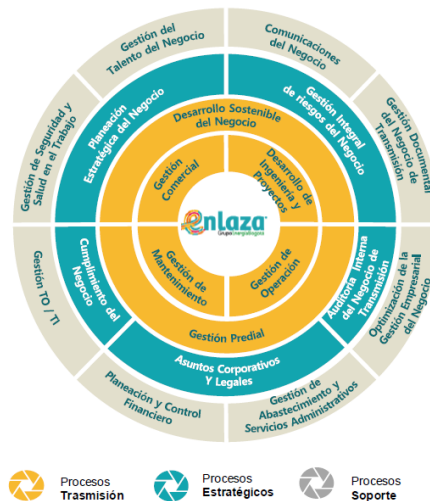 Gestión del
Talento del Negocio
Comunicaciones
del Negocio
Gestión de Seguridad y
Salud en el Trabajo
Planeación
Estratégica del Negocio
Gestión Integral
de riesgos del Negocio
Gestión Documental
del Negocio de
Transmisión
Desarrollo Sostenible
del Negocio
Gestión
Comercial
Desarrollo de
Ingeniería y
Proyectos
enlaza
GrupoEnergíaBogotá
Gestión de
Mantenimiento
Gestión de
Operación
Gestión Predial
Cumplimiento del
Negocio
Auditoria Interna
del Negocio de
Transmisión
Gestión TO / TI
Optimización de la
Gestión Empresarial
del Negocio
Asuntos Corporativos
Y Legales
Planeación y Control
Financiero
Gestión de
Abastecimiento y
Servicios Administrativos
Procesos
Trasmisión
Procesos
Estratégicos
Procesos
Soporte